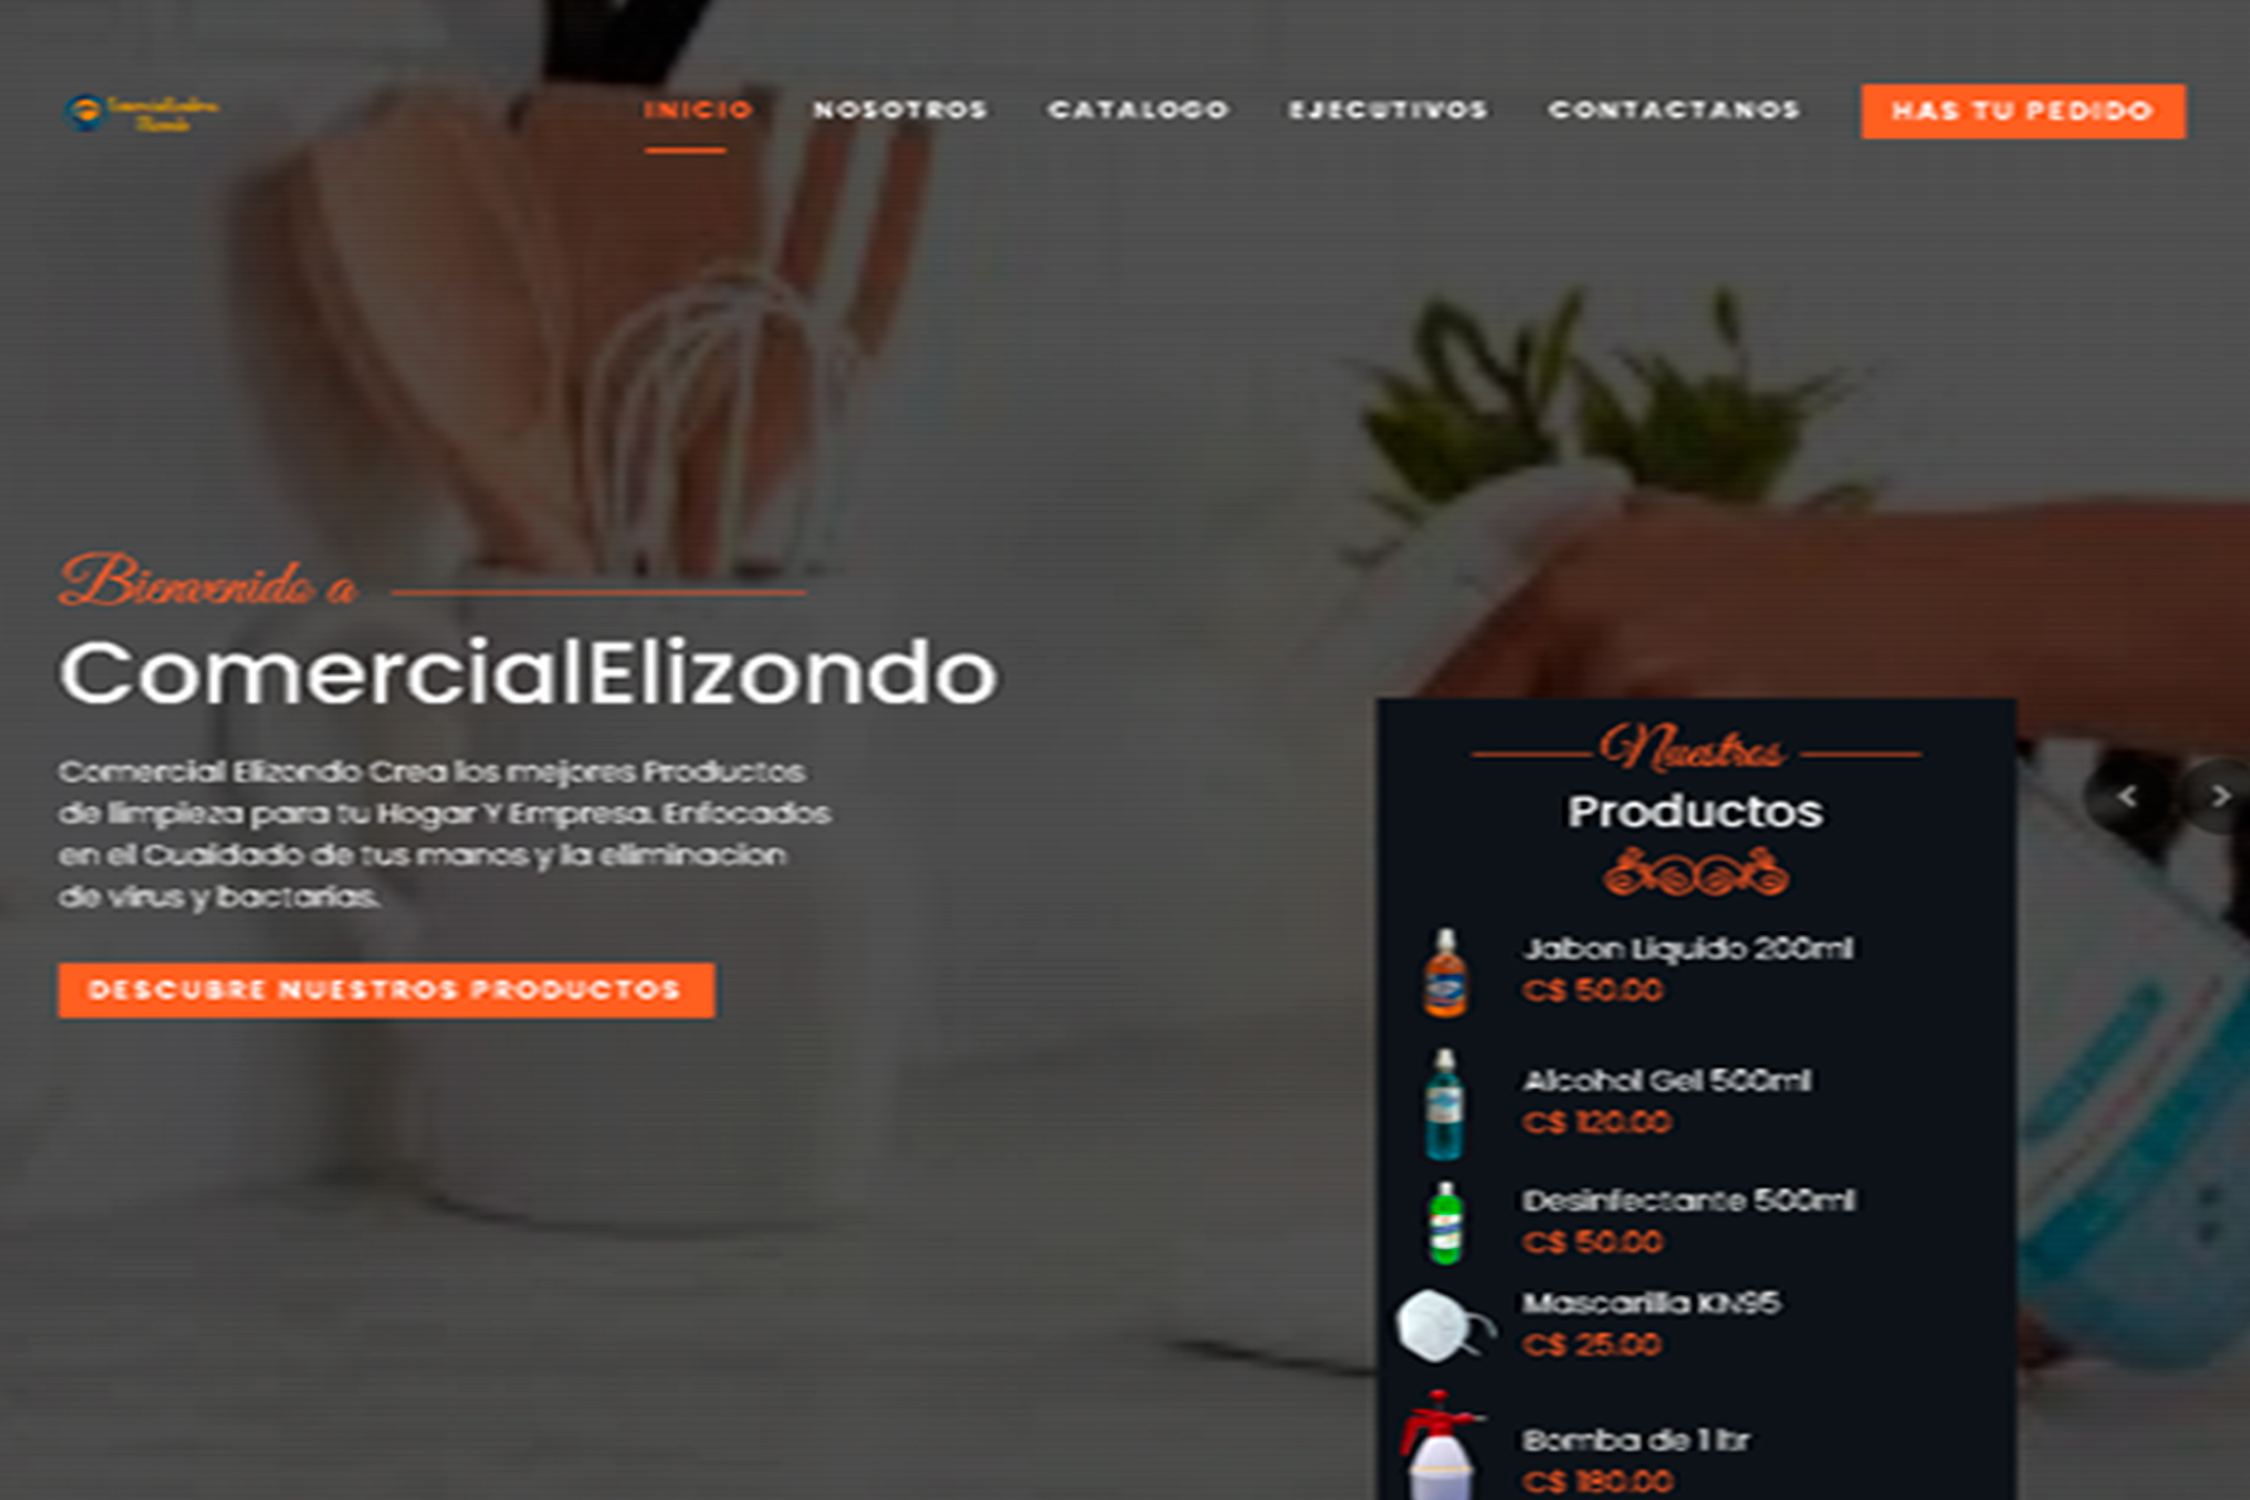 INICIO NOSOTROS CATALOGO EJECUTIVOS CONTACTANOS HAS TU PEDIDO
Bienvenido a
ComercialElizondo
Comercial Elizondo Crea los mejores Productos
de limpieza para tu Hogar Y Empresa. Enfocados
en el Cuaidado de tus manos y la eliminacion
de virus y bactarias.
DESCUBRE NUESTROS PRODUCTOS
Nuestros
Productos
Jabon Liquido 200ml
C$ 50.00
Alcohol Gel 500ml
C$ 120.00
Desinfectante 500ml
C$ 50.00
Mascarilla KN95
C$ 25.00
Bomba de 1 ltr
C$ 180.00